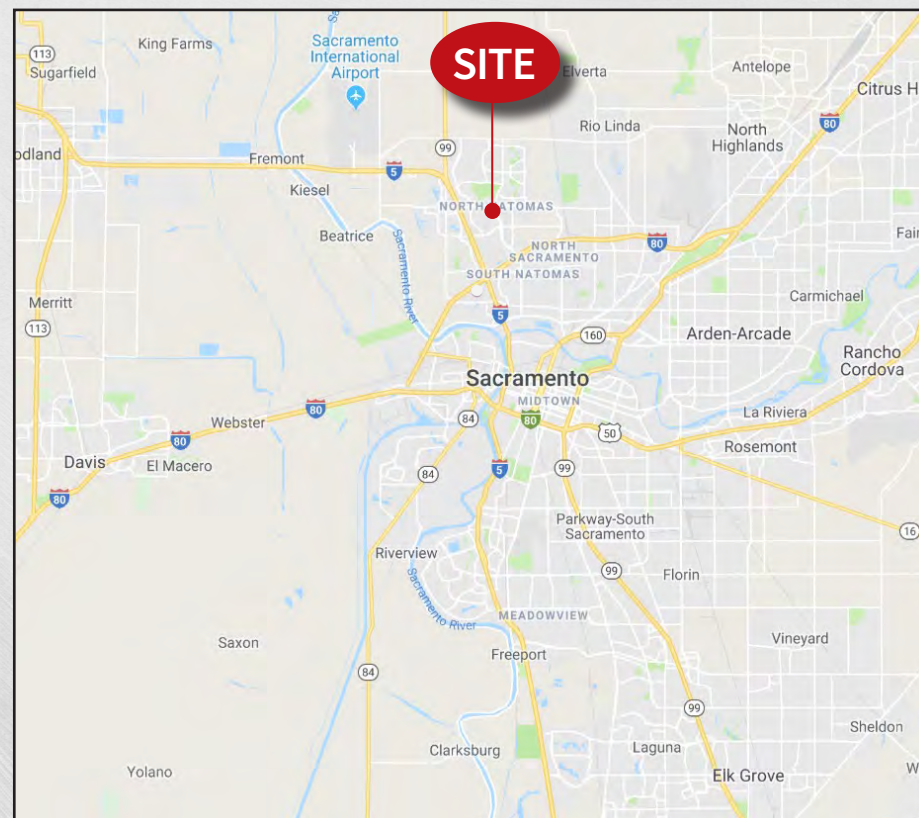 113
King Farms
Sacramento
International
Airport
SITE
Elverta
Antelope
Sugarfield
Citrus H
80
Rio Linda
North
Highlands
99
odland
Fremont
5
Kiesel
NORTH NATOMAS
Beatrice
Sacramento River
NORTH
SACRAMENTO
80
Fair
SOUTH NATOMAS
Merritt
113
5
Carmichael
160
Arden-Arcade
Rancho
Cordova
Sacramento
MIDTOWN
80
La Riviera
84
80
Webster
50
80
Rosemont
Davis
El Macero
84
5
99
80
Parkway-South
Sacramento
16
Riverview
99
Florin
Sacramento River
MEADOWVIEW
Saxon
Vineyard
Freeport
84
99
Sheldon
Clarksburg
Laguna
Yolano
Elk Grove
W